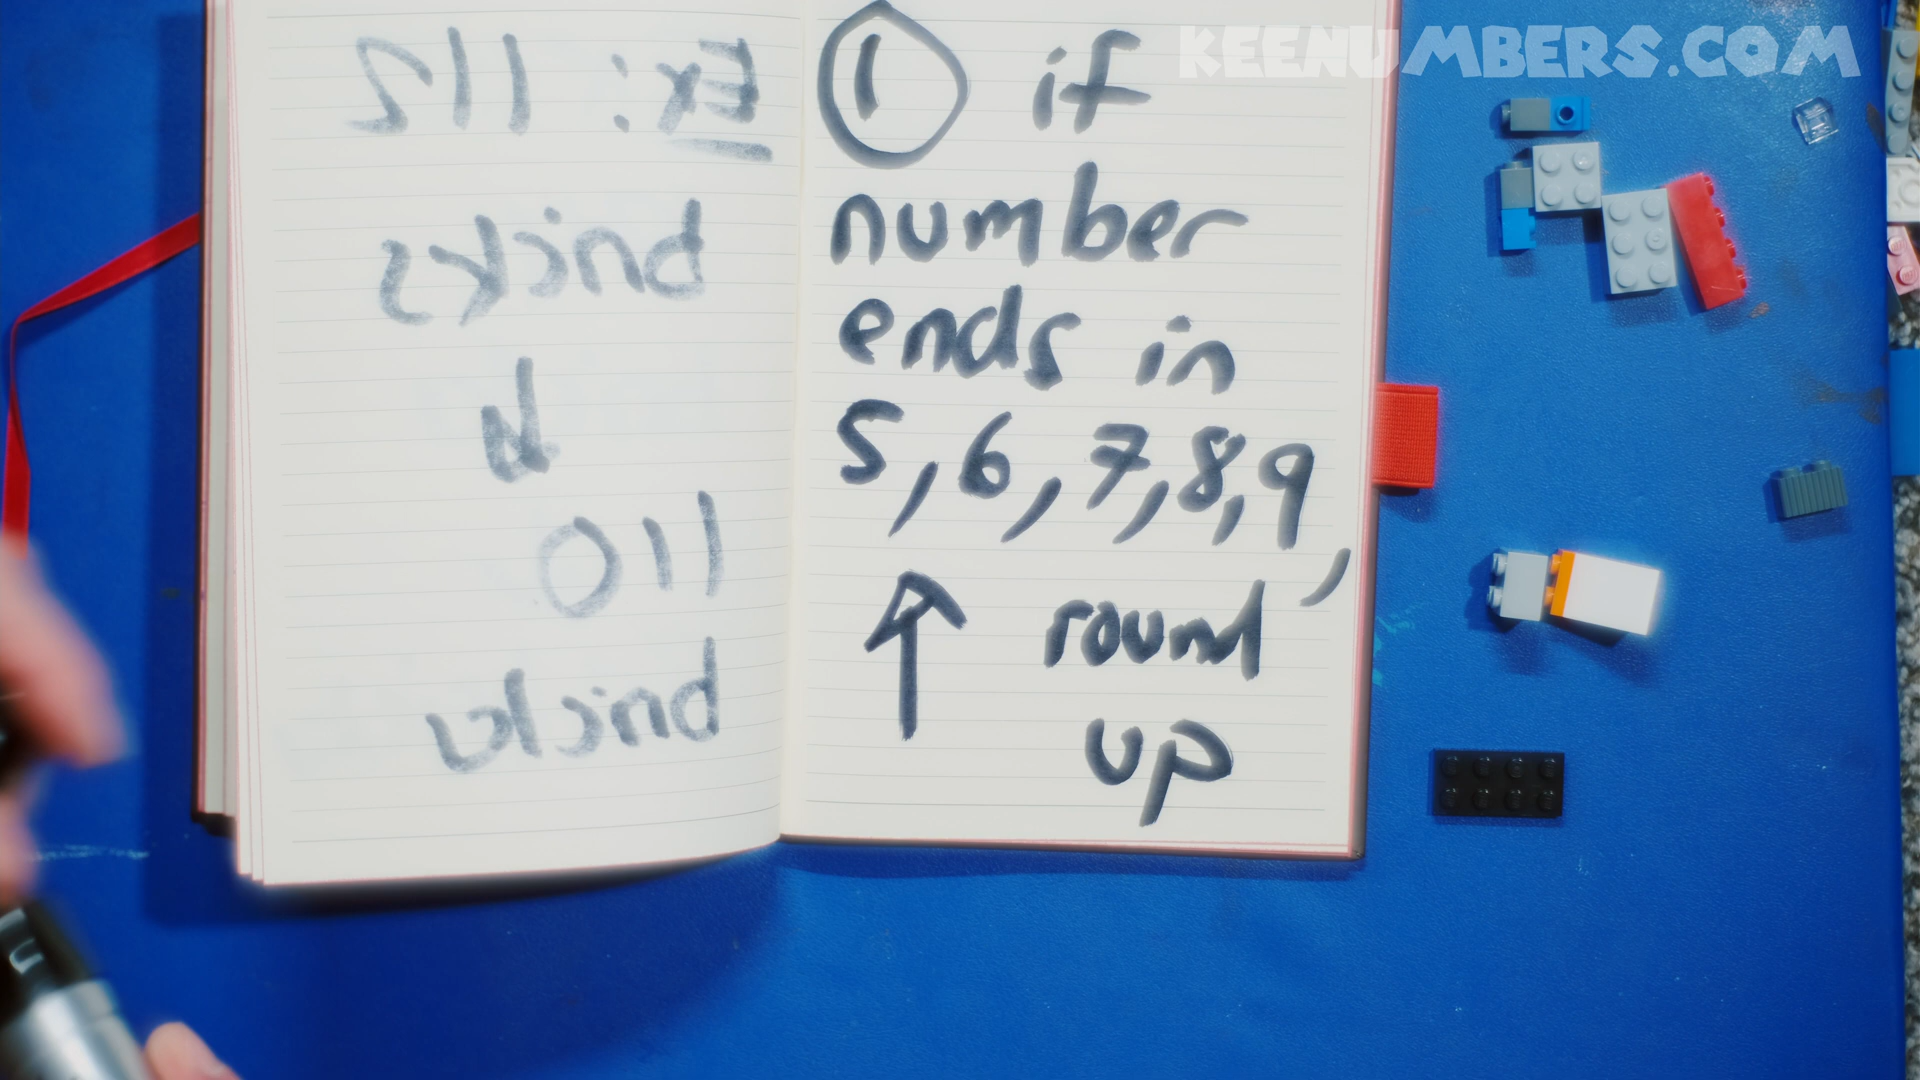 KEENUMBERS.COM
Ex: 112
bricks
110
bricks
1 if
number
ends in
5, 6, 7, 8, 9,
round
up